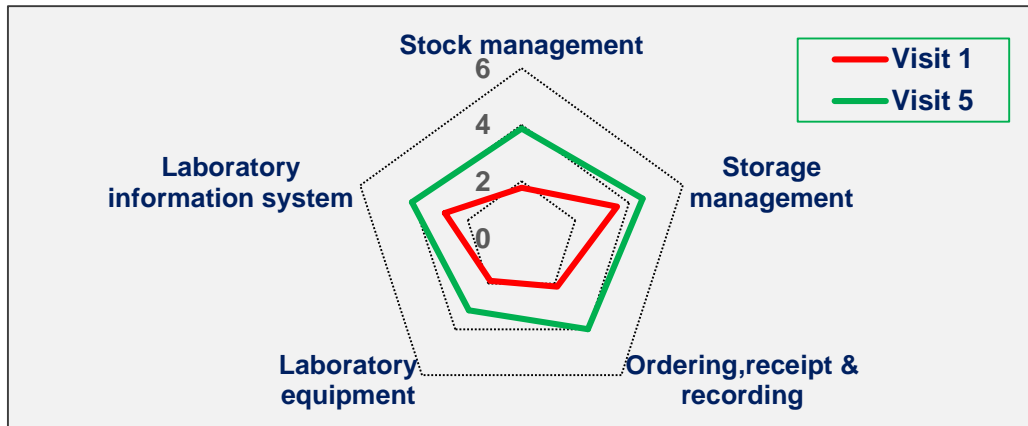 Stock management
6
4
2
0
Visit 1
Visit 5
Storage
management
Ordering,receipt &
recording
Laboratory
equipment
Laboratory
information system